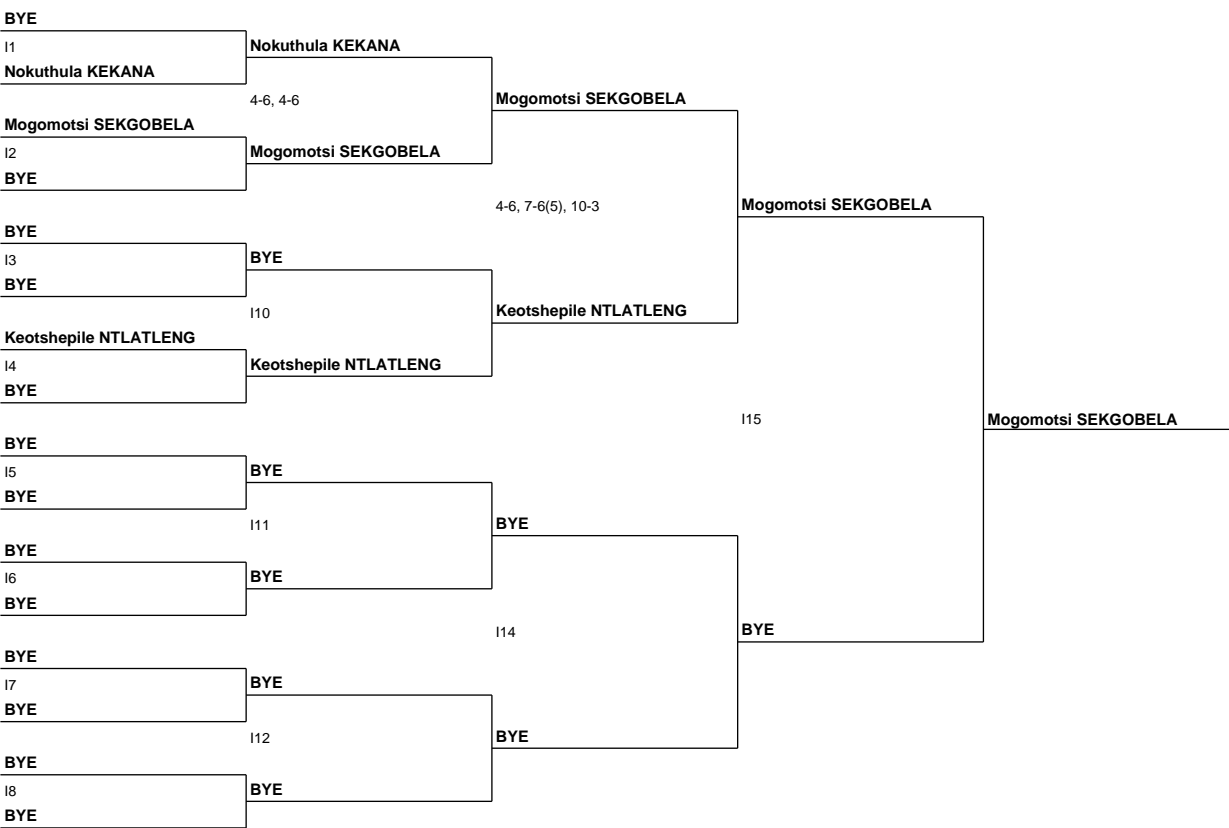 BYE
I1
Nokuthula KEKANA
Nokuthula KEKANA
4-6, 4-6
Mogomotsi SEKGOBELA
Mogomotsi SEKGOBELA
I2
BYE
Mogomotsi SEKGOBELA
4-6, 7-6(5), 10-3
Mogomotsi SEKGOBELA
BYE
I3
BYE
BYE
I10
Keotshepile NTLATLENG
Keotshepile NTLATLENG
I4
BYE
Keotshepile NTLATLENG
I15
Mogomotsi SEKGOBELA
BYE
I5
BYE
BYE
I11
BYE
BYE
I6
BYE
BYE
I14
BYE
BYE
I7
BYE
BYE
I12
BYE
BYE
I8
BYE
BYE